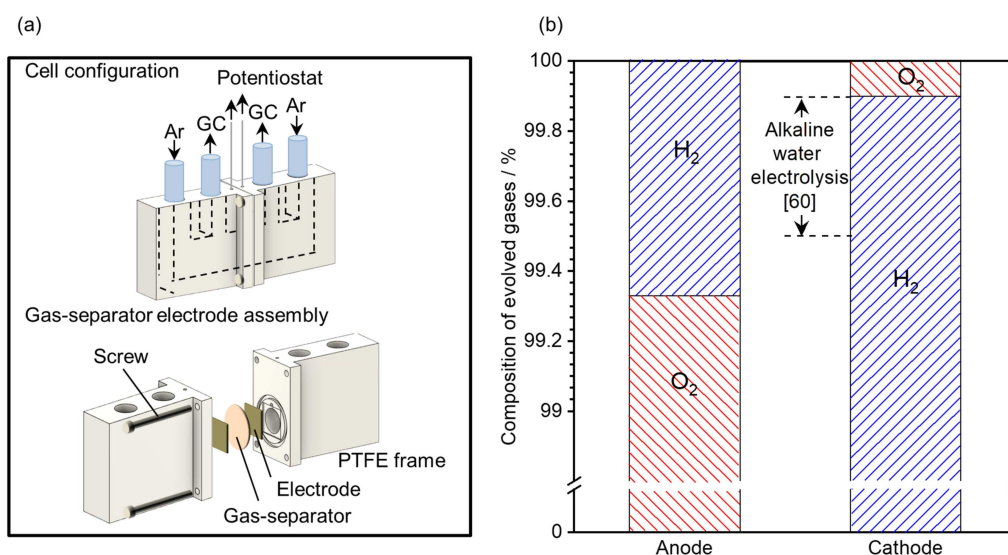 (a)
Cell configuration
Potentiostat
Ar
GC
GC
Ar
Gas-separator electrode assembly
Screw
PTFE frame
Electrode
Gas-separator
(b)
Composition of evolved gases / %
100
99.8
99.6
99.4
99.2
99
0
H2
O2
O2
H2
Alkaline
water
electrolysis
[60]
Anode
Cathode